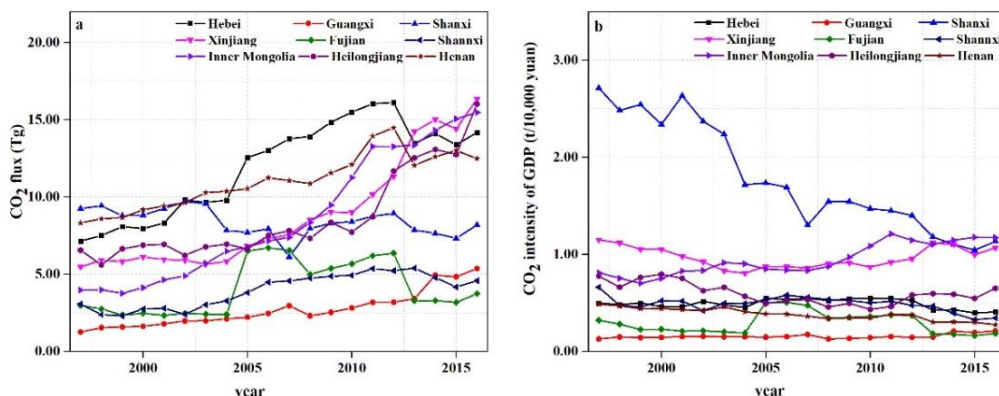 a
Hebei Guangxi Shanxi
Xinjiang Fujian Shannxi
Inner Mongolia Heilongjiang Henan
20.00
15.00
10.00
5.00
0.00
CO2 flux (Tg)
2000 2005 2010 2015
year
b
Hebei Guangxi Shanxi
Xinjiang Fujian Shannxi
Inner Mongolia Heilongjiang Henan
3.00
2.00
1.00
0.00
CO2 intensity of GDP (t/10,000 yuan)
2000 2005 2010 2015
year